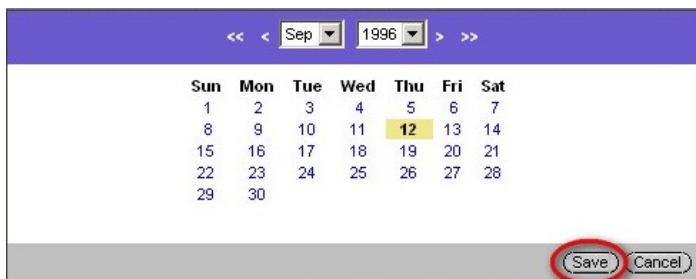 << < Sep 1996 > >>
Sun Mon Tue Wed Thu Fri Sat
1 2 3 4 5 6 7
8 9 10 11 12 13 14
15 16 17 18 19 20 21
22 23 24 25 26 27 28
29 30
Save Cancel